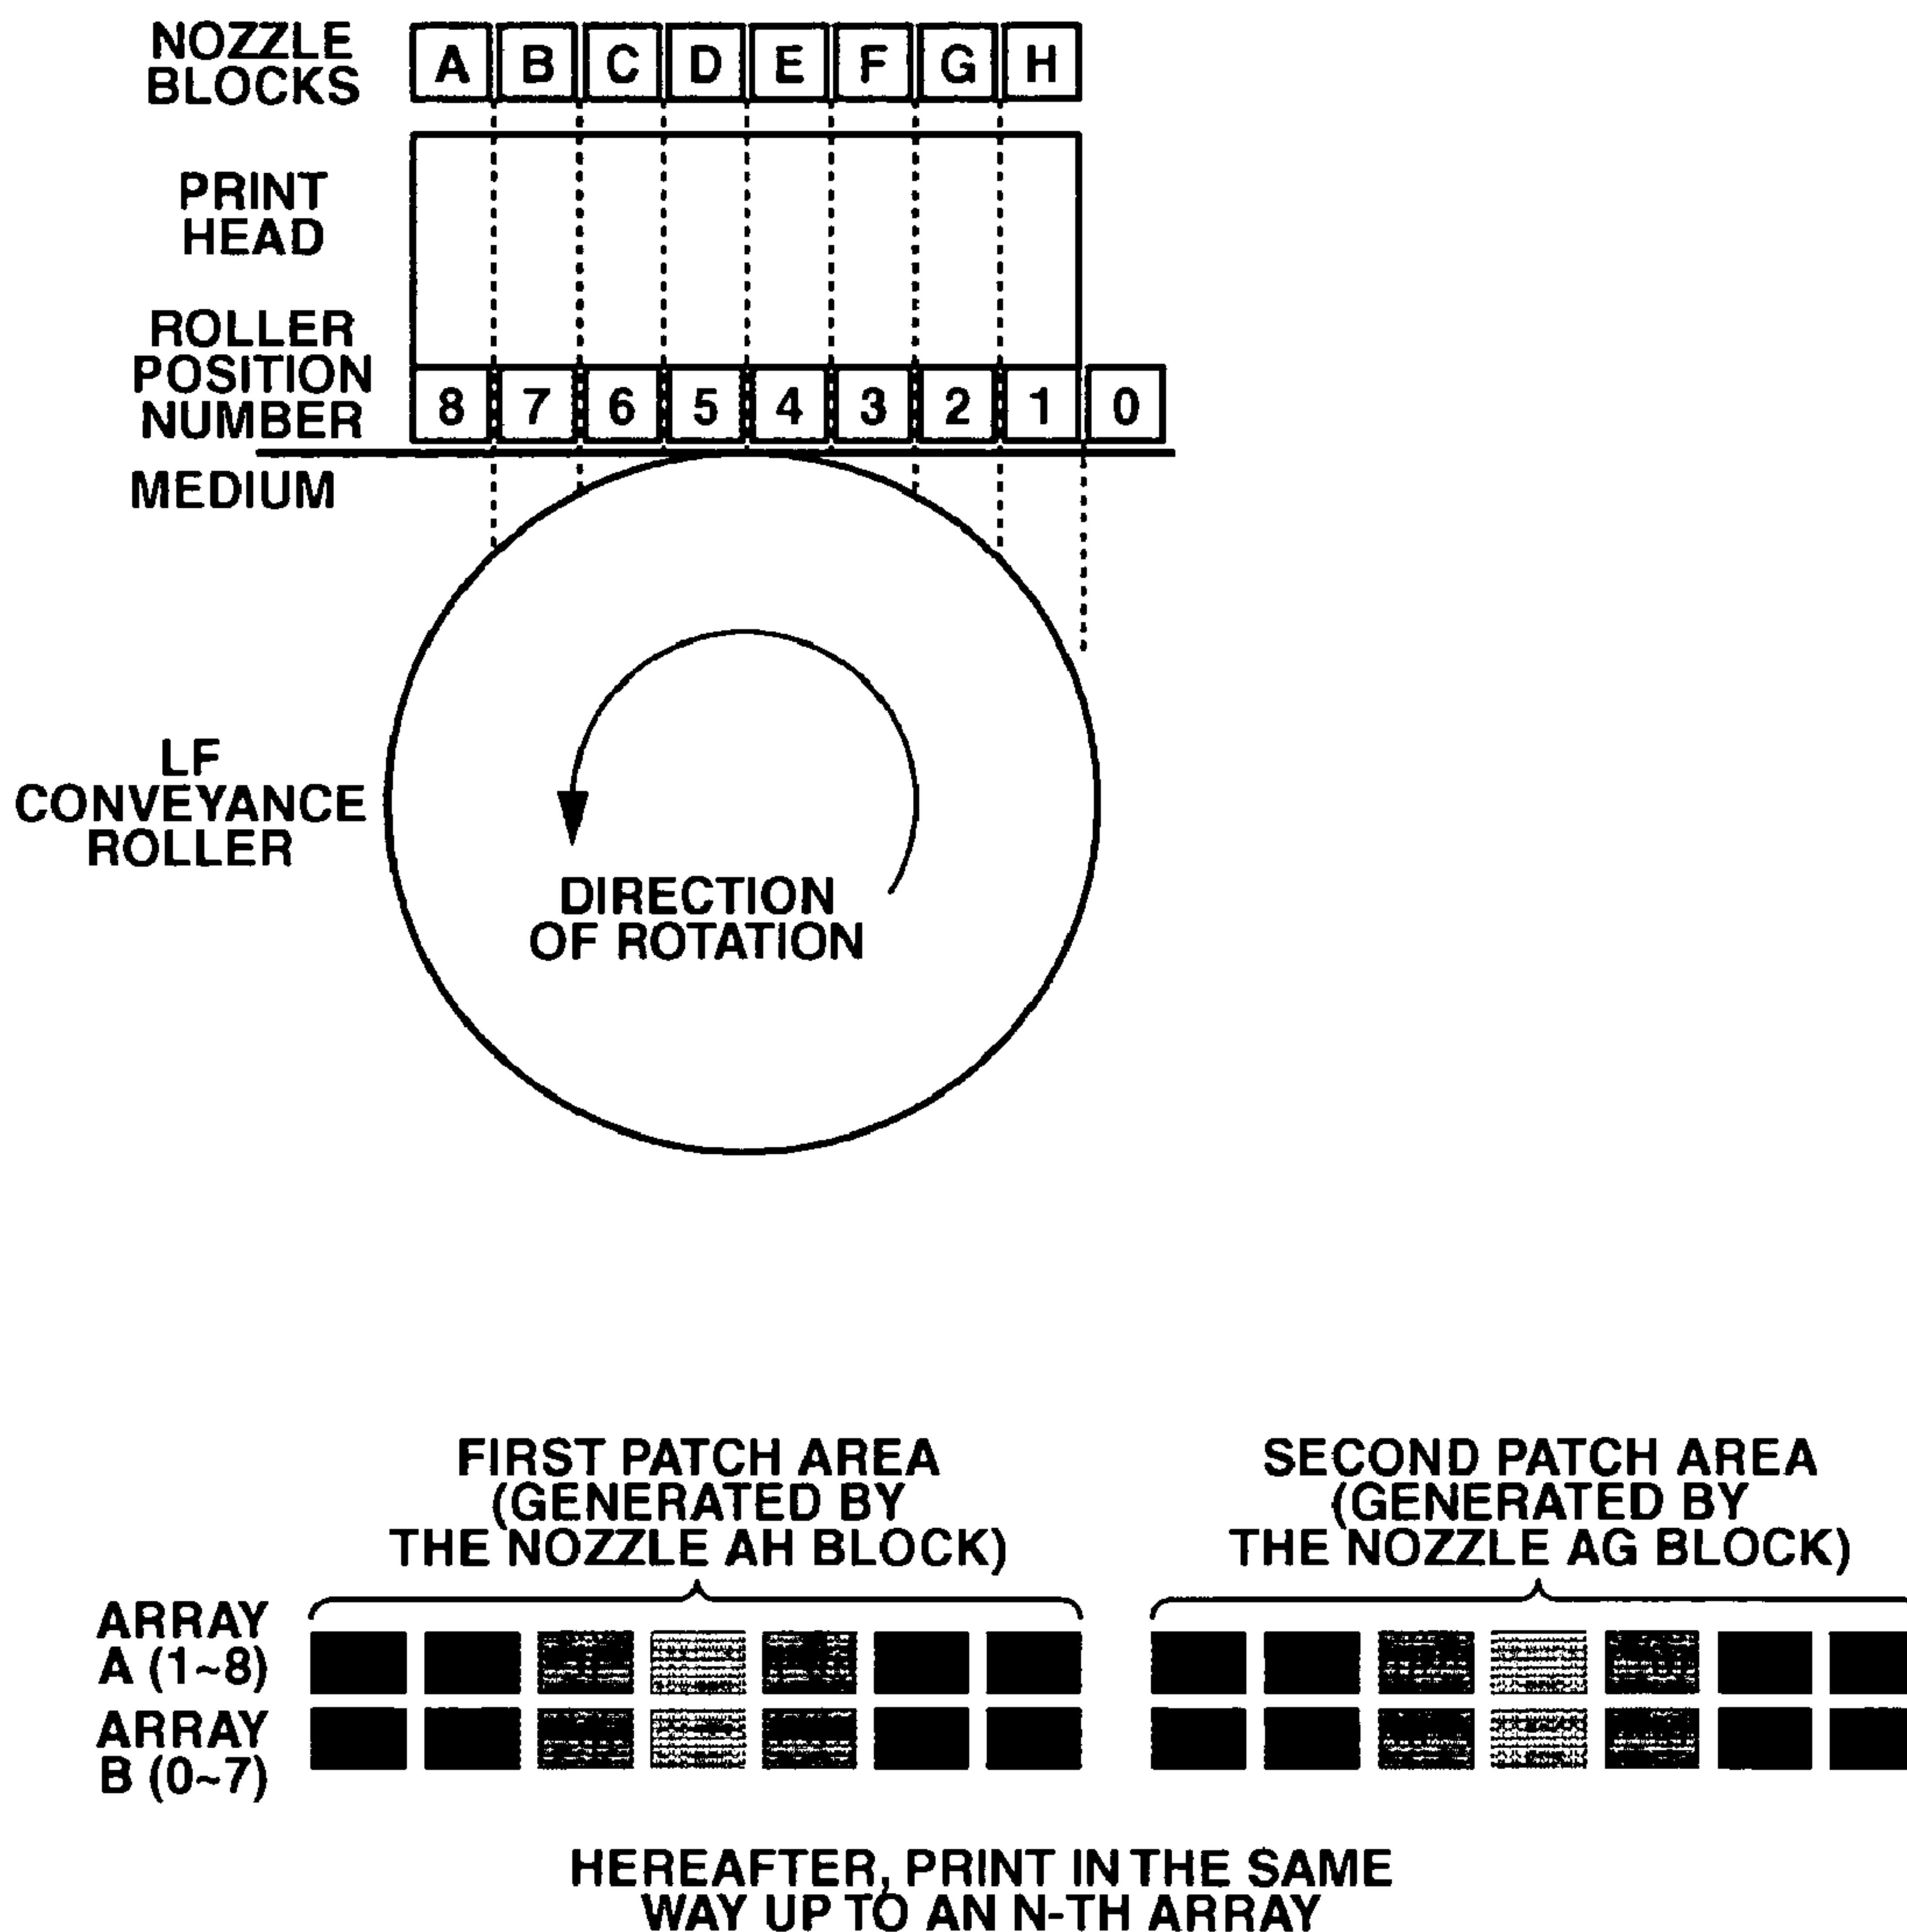 NOZZLE
BLOCKS
A B C D E F G H
PRINT
HEAD
ROLLER
POSITION
NUMBER
8 7 6 5 4 3 2 1 0
MEDIUM
LF
CONVEYANCE
ROLLER
DIRECTION
OF ROTATION
FIRST PATCH AREA
(GENERATED BY
THE NOZZLE AH BLOCK)
SECOND PATCH AREA
(GENERATED BY
THE NOZZLE AG BLOCK)
ARRAY
A (1~8)
ARRAY
B (0~7)
HEREAFTER, PRINT IN THE SAME
WAY UP TO AN N-TH ARRAY